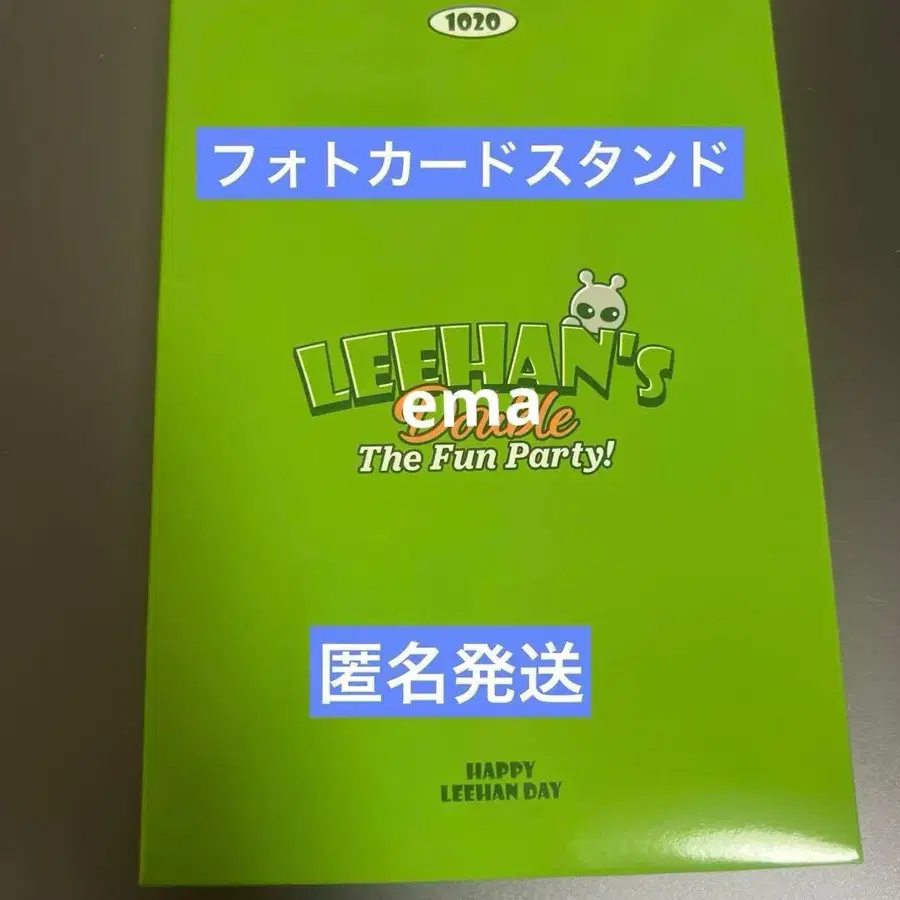 1020
フォトカードスタンド
LEEHAN'S
ema
Double
The Fun Party!
匿名発送
HAPPY
LEEHAN DAY